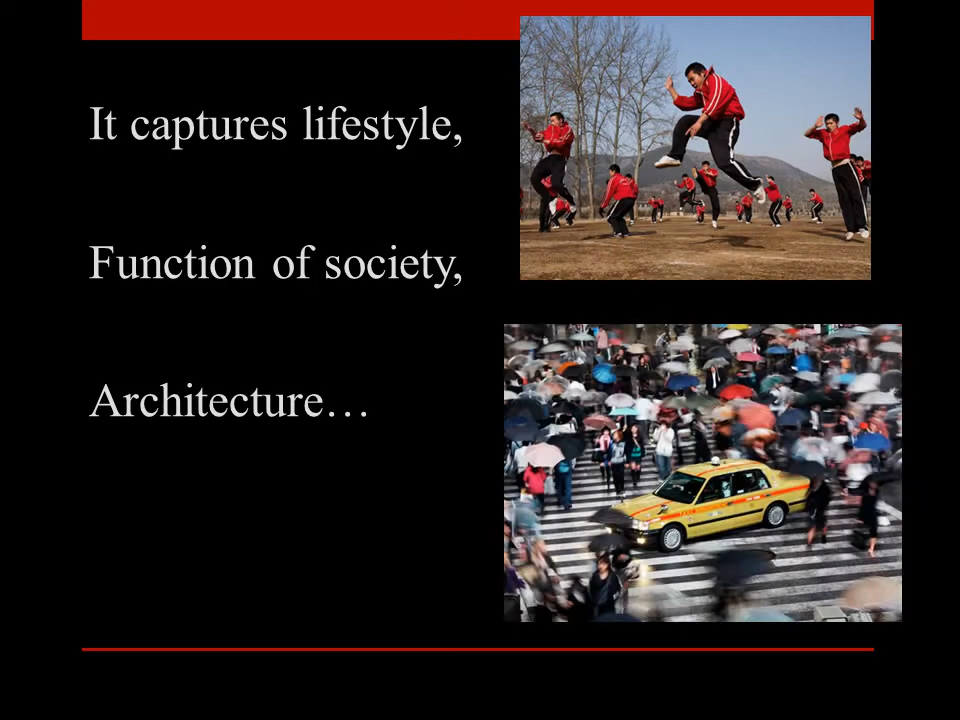 It captures lifestyle,
Function of society,
Architecture…